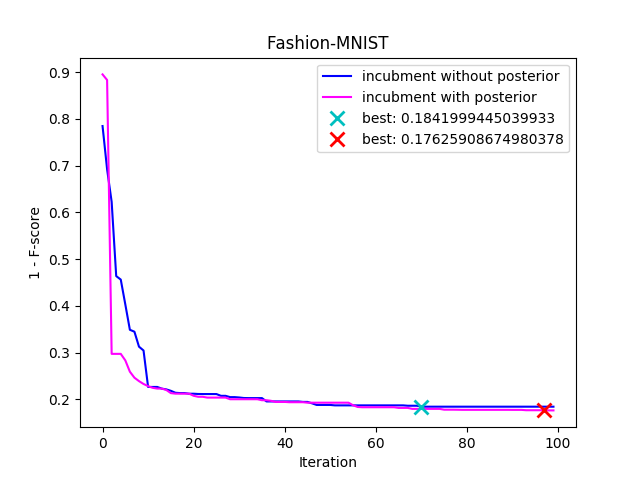 Fashion-MNIST
incubment without posterior
incubment with posterior
best: 0.1841999445039933
best: 0.17625908674980378
1 - F-score
0.9
0.8
0.7
0.6
0.5
0.4
0.3
0.2
0 20 40 60 80 100
Iteration